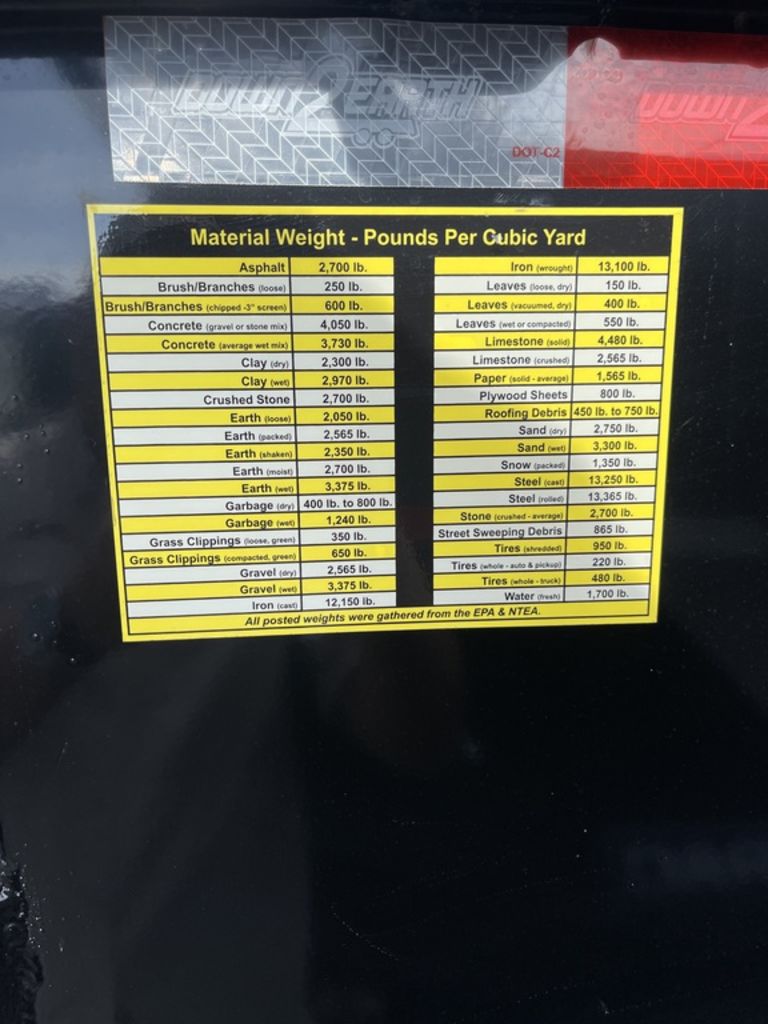 DOWN 2 EARTH
DOT-C2
DOWN 2
Material Weight - Pounds Per Cubic Yard
Asphalt 2,700 lb.
Brush/Branches (loose) 250 lb.
Brush/Branches (chipped -3" screen) 600 lb.
Concrete (gravel or stone mix) 4,050 lb.
Concrete (average wet mix) 3,730 lb.
Clay (dry) 2,300 lb.
Clay (wet) 2,970 lb.
Crushed Stone 2,700 lb.
Earth (loose) 2,050 lb.
Earth (packed) 2,565 lb.
Earth (shaken) 2,350 lb.
Earth (moist) 2,700 lb.
Earth (wet) 3,375 lb.
Garbage (dry) 400 lb. to 800 lb.
Garbage (wet) 1,240 lb.
Grass Clippings (loose, green) 350 lb.
Grass Clippings (compacted, green) 650 lb.
Gravel (dry) 2,565 lb.
Gravel (wet) 3,375 lb.
Iron (cast) 12,150 lb.
Iron (wrought) 13,100 lb.
Leaves (loose, dry) 150 lb.
Leaves (vacuumed, dry) 400 lb.
Leaves (wet or compacted) 550 lb.
Limestone (solid) 4,480 lb.
Limestone (crushed) 2,565 lb.
Paper (solid - average) 1,565 lb.
Plywood Sheets 800 lb.
Roofing Debris 450 lb. to 750 lb.
Sand (dry) 2,750 lb.
Sand (wet) 3,300 lb.
Snow (packed) 1,350 lb.
Steel (cast) 13,250 lb.
Steel (rolled) 13,365 lb.
Stone (crushed - average) 2,700 lb.
Street Sweeping Debris 865 lb.
Tires (shredded) 950 lb.
Tires (whole - auto & pickup) 220 lb.
Tires (whole - truck) 480 lb.
Water (fresh) 1,700 lb.
All posted weights were gathered from the EPA & NTEA.